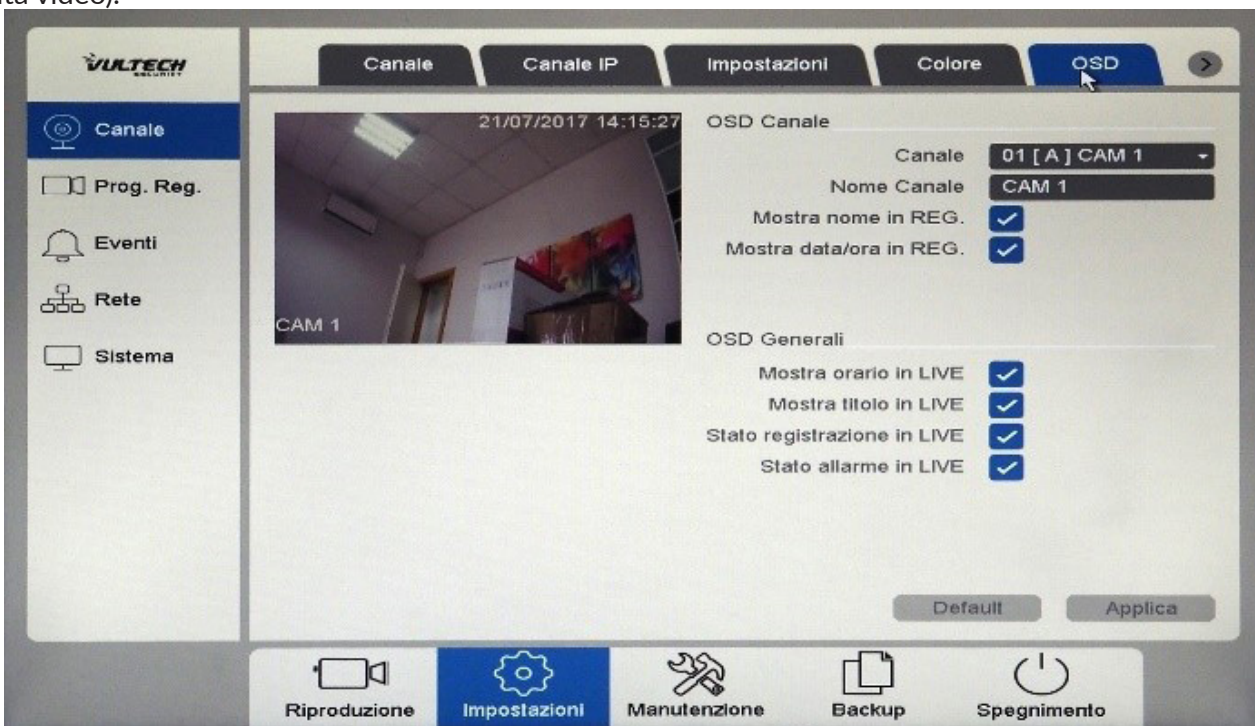 VULTECH
SECURITY
Canale
Canale IP
Impostazioni
Colore
OSD
Canale
Prog. Reg.
Eventi
Rete
Sistema
21/07/2017 14:15:27
CAM 1
OSD Canale
Canale 01 [ A ] CAM 1
Nome Canale CAM 1
Mostra nome in REG.
Mostra data/ora in REG.
OSD Generali
Mostra orario in LIVE
Mostra titolo in LIVE
Stato registrazione in LIVE
Stato allarme in LIVE
Default
Applica
Riproduzione
Impostazioni
Manutenzione
Backup
Spegnimento